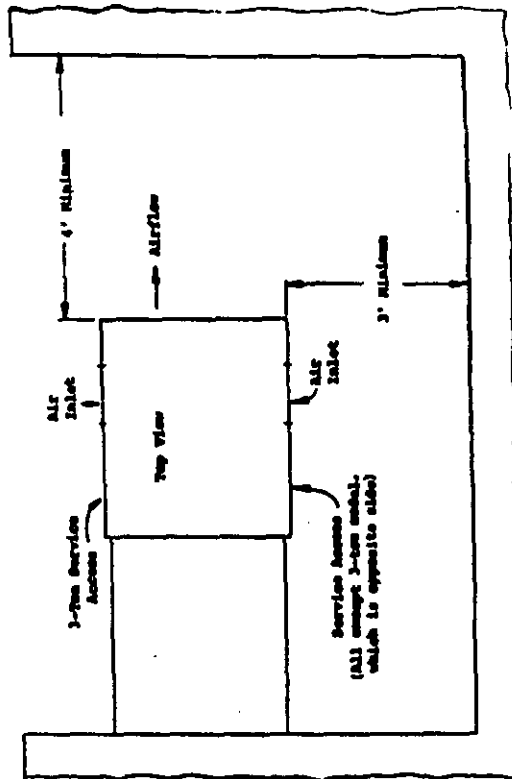 4' Minimum
Airflow
3' Minimum
Air
Inlet
Air
Inlet
Top View
3-Ton Service
Access
Service Access
(All except 3-ton model,
which is opposite side)